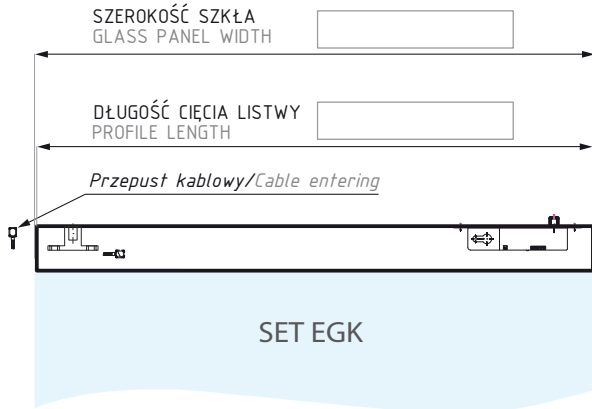 SZEROKOŚĆ SZKŁA
GLASS PANEL WIDTH
DŁUGOŚĆ CIĘCIA LISTWY
PROFILE LENGTH
Przepust kablowy/Cable entering
SET EGK